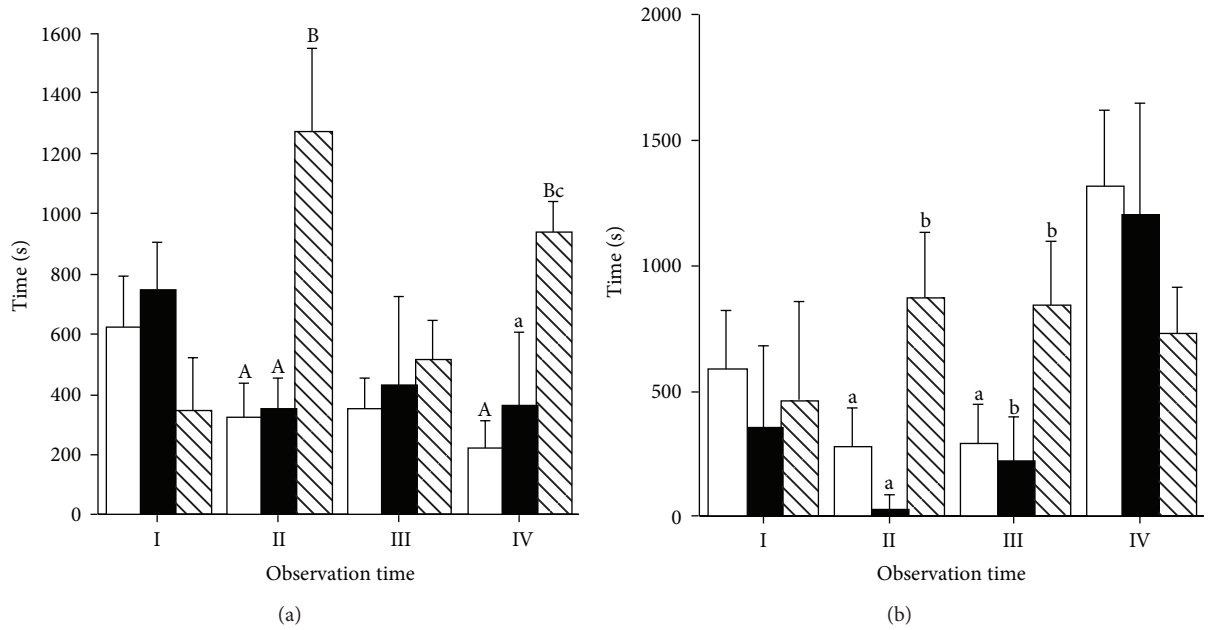 1600
1400
1200
1000
800
600
400
200
0
Time (s)
A
A
B
A
a
Bc
I
II
III
IV
Observation time
(a)
2000
1500
1000
500
0
Time (s)
a
a
b
a
b
b
I
II
III
IV
Observation time
(b)